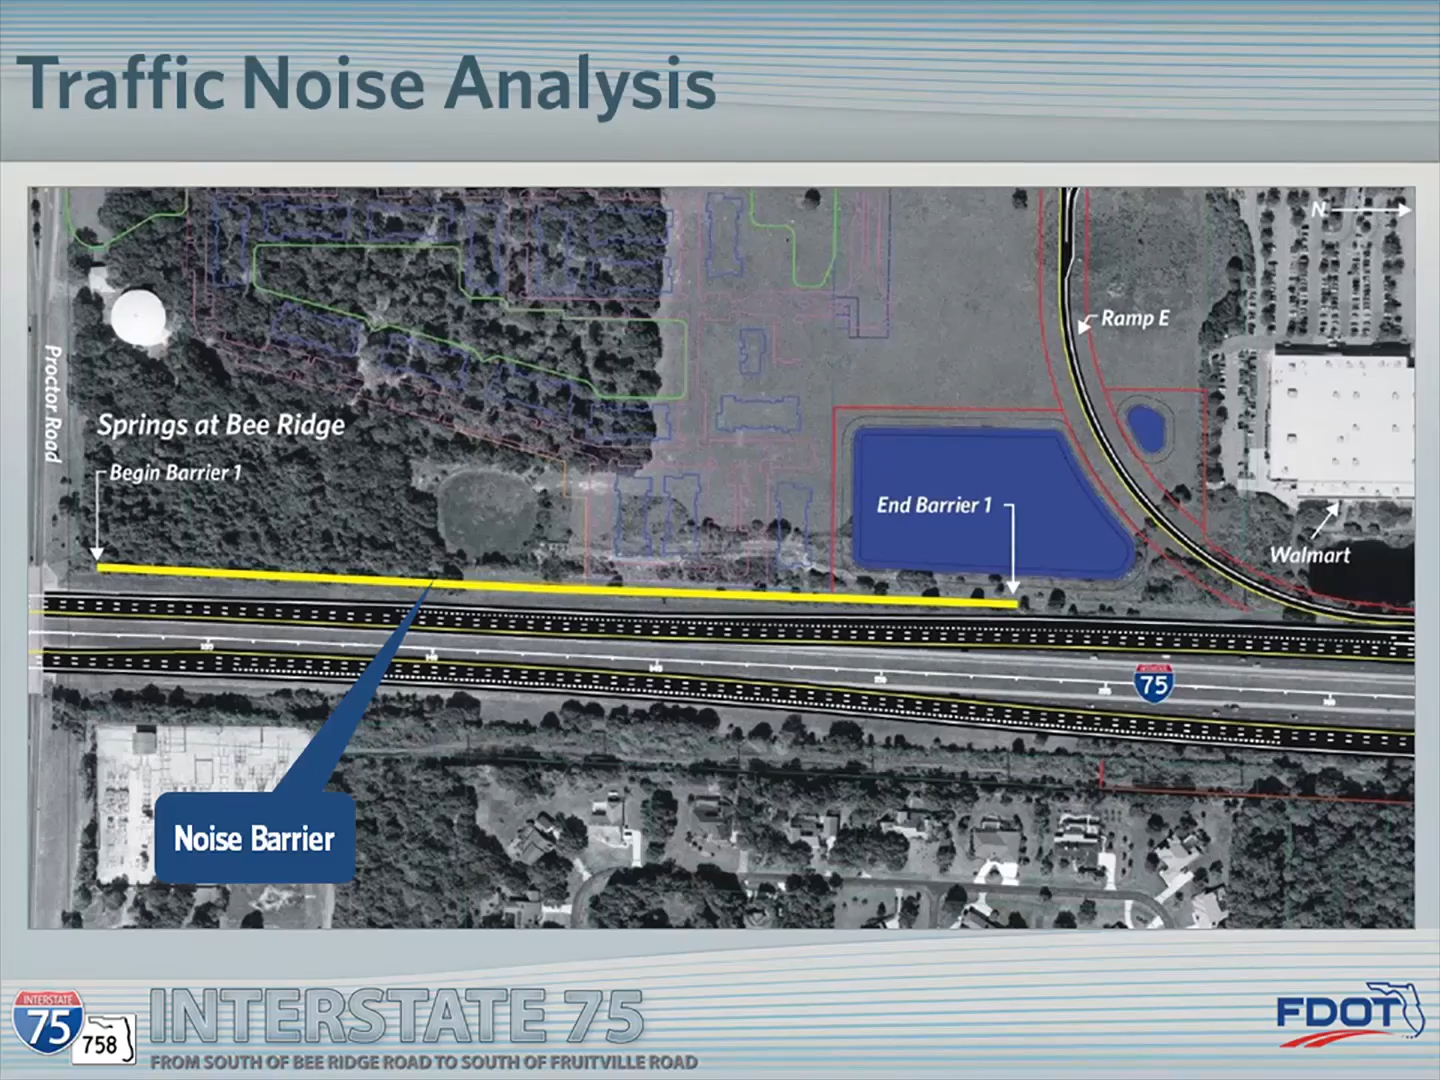 Traffic Noise Analysis
N
Ramp E
Proctor Road
Springs at Bee Ridge
Begin Barrier 1
End Barrier 1
Walmart
INTERSTATE
75
Noise Barrier
INTERSTATE
75
758
INTERSTATE 75
FROM SOUTH OF BEE RIDGE ROAD TO SOUTH OF FRUITVILLE ROAD
FDOT